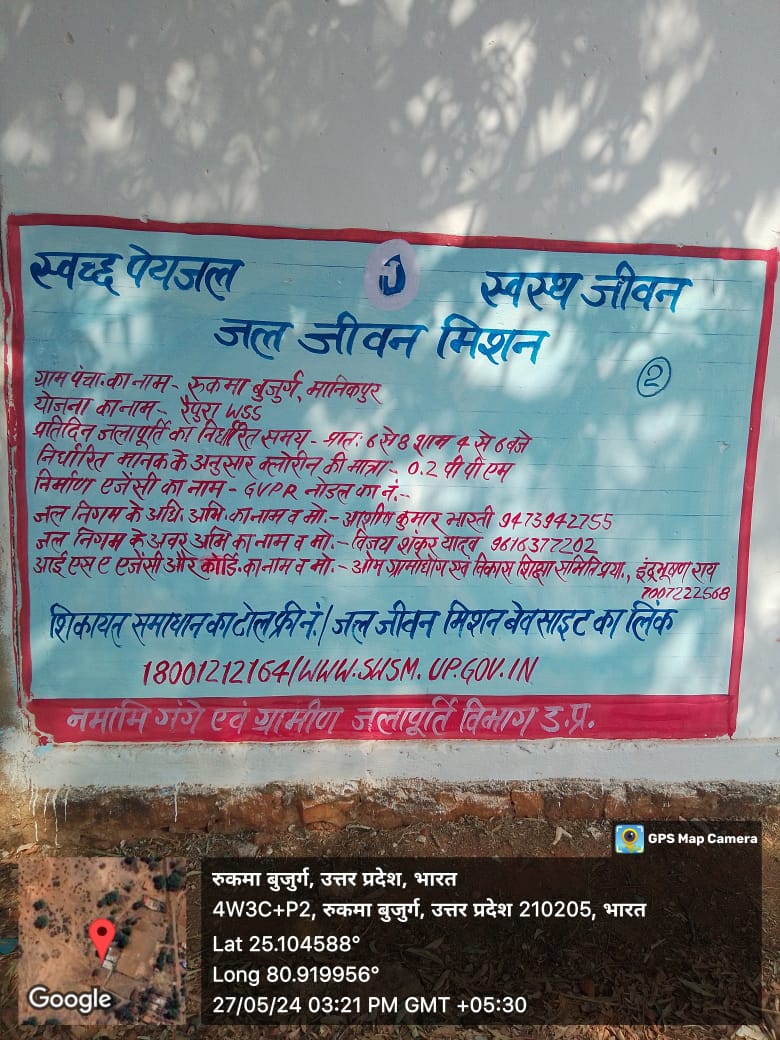 स्वच्छ पेयजल
स्वस्थ जीवन
जल जीवन मिशन
२
ग्राम पंचा. का नाम - रुकमा बुजुर्ग, मानिकपुर
योजना का नाम - रैपुरा WSS
प्रतिदिन जलापूर्ति का निर्धारित समय - प्रातः 6 से 8 शाम 4 से 6 बजे
निर्धारित मानक के अनुसार क्लोरीन की मात्रा - 0.2 पी पी एम
निर्माण एजेंसी का नाम - GVPR नोडल का नं.-
जल निगम के अधि. अभि. का नाम व मो. - आशीष कुमार भारती 9473942755
जल निगम के अवर अभि का नाम व मो. - विजय शंकर यादव 9616377202
आई एस ए एजेंसी और कोर्डि. का नाम व मो. - ओम ग्रामोद्योग एवं विकास शिक्षा समिति प्रया., इंद्रभूषण राय
7007222568
शिकायत समाधान का टोल फ्री नं./ जल जीवन मिशन बेवसाइट का लिंक
18001212164/WWW.SWSM.UP.GOV.IN
नमामि गंगे एवं ग्रामीण जलापूर्ति विभाग उ.प्र.
GPS Map Camera
रुकमा बुजुर्ग, उत्तर प्रदेश, भारत
4W3C+P2, रुकमा बुजुर्ग, उत्तर प्रदेश 210205, भारत
Lat 25.104588°
Long 80.919956°
27/05/24 03:21 PM GMT +05:30
Google